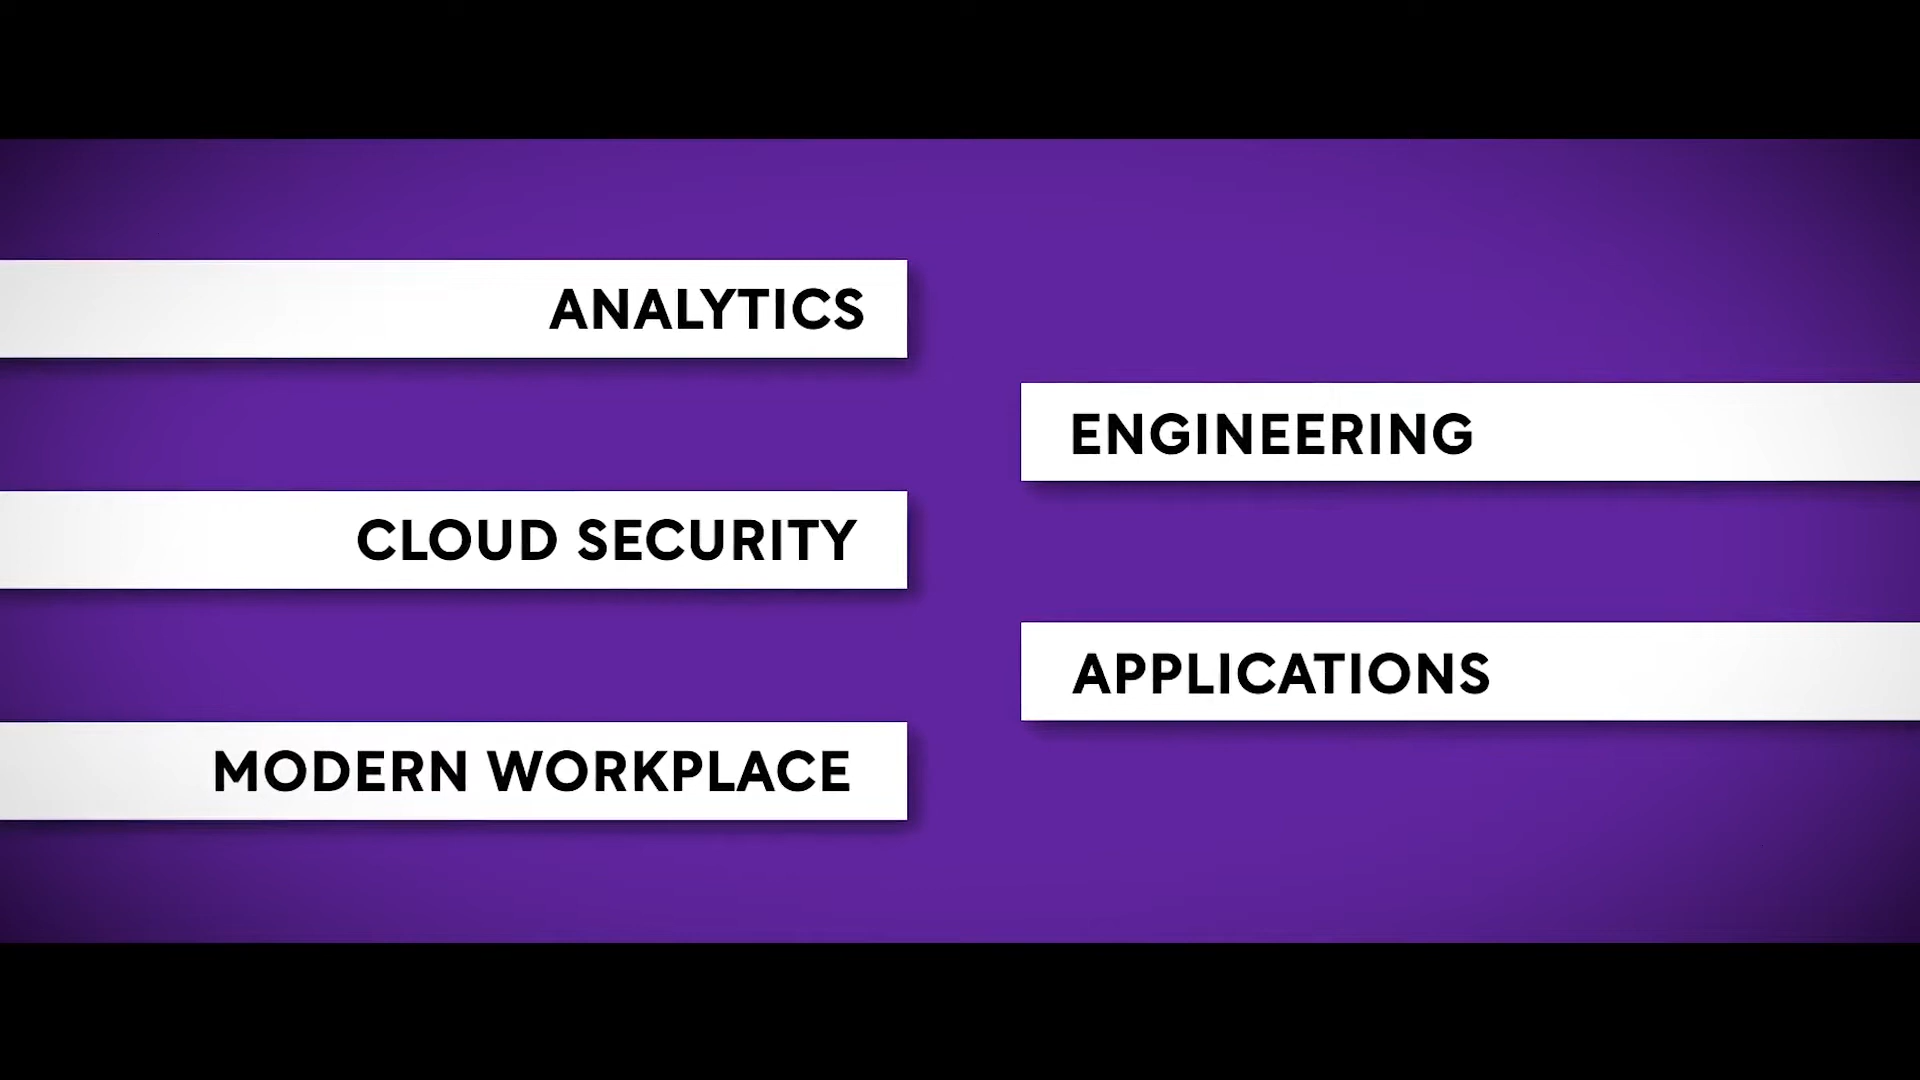 ANALYTICS
ENGINEERING
CLOUD SECURITY
APPLICATIONS
MODERN WORKPLACE